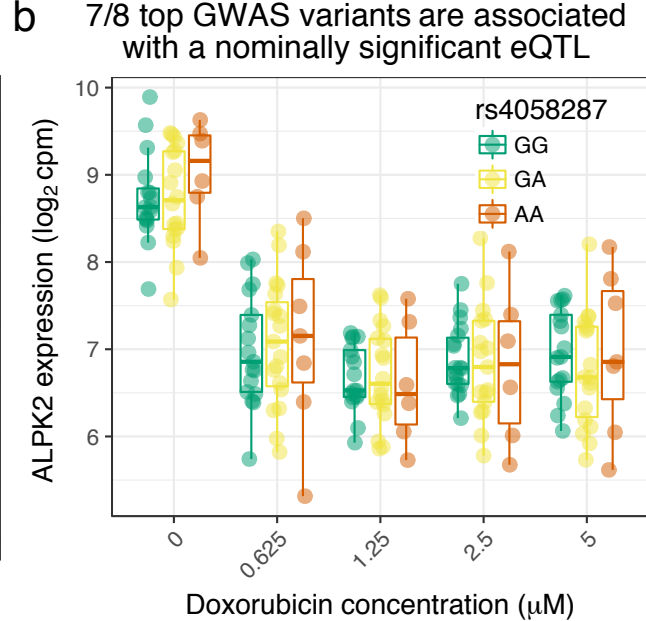 b
7/8 top GWAS variants are associated
with a nominally significant eQTL
ALPK2 expression (log₂ cpm)
10
9
8
7
6
rs4058287
GG
GA
AA
0
0.625
1.25
2.5
5
Doxorubicin concentration (μM)